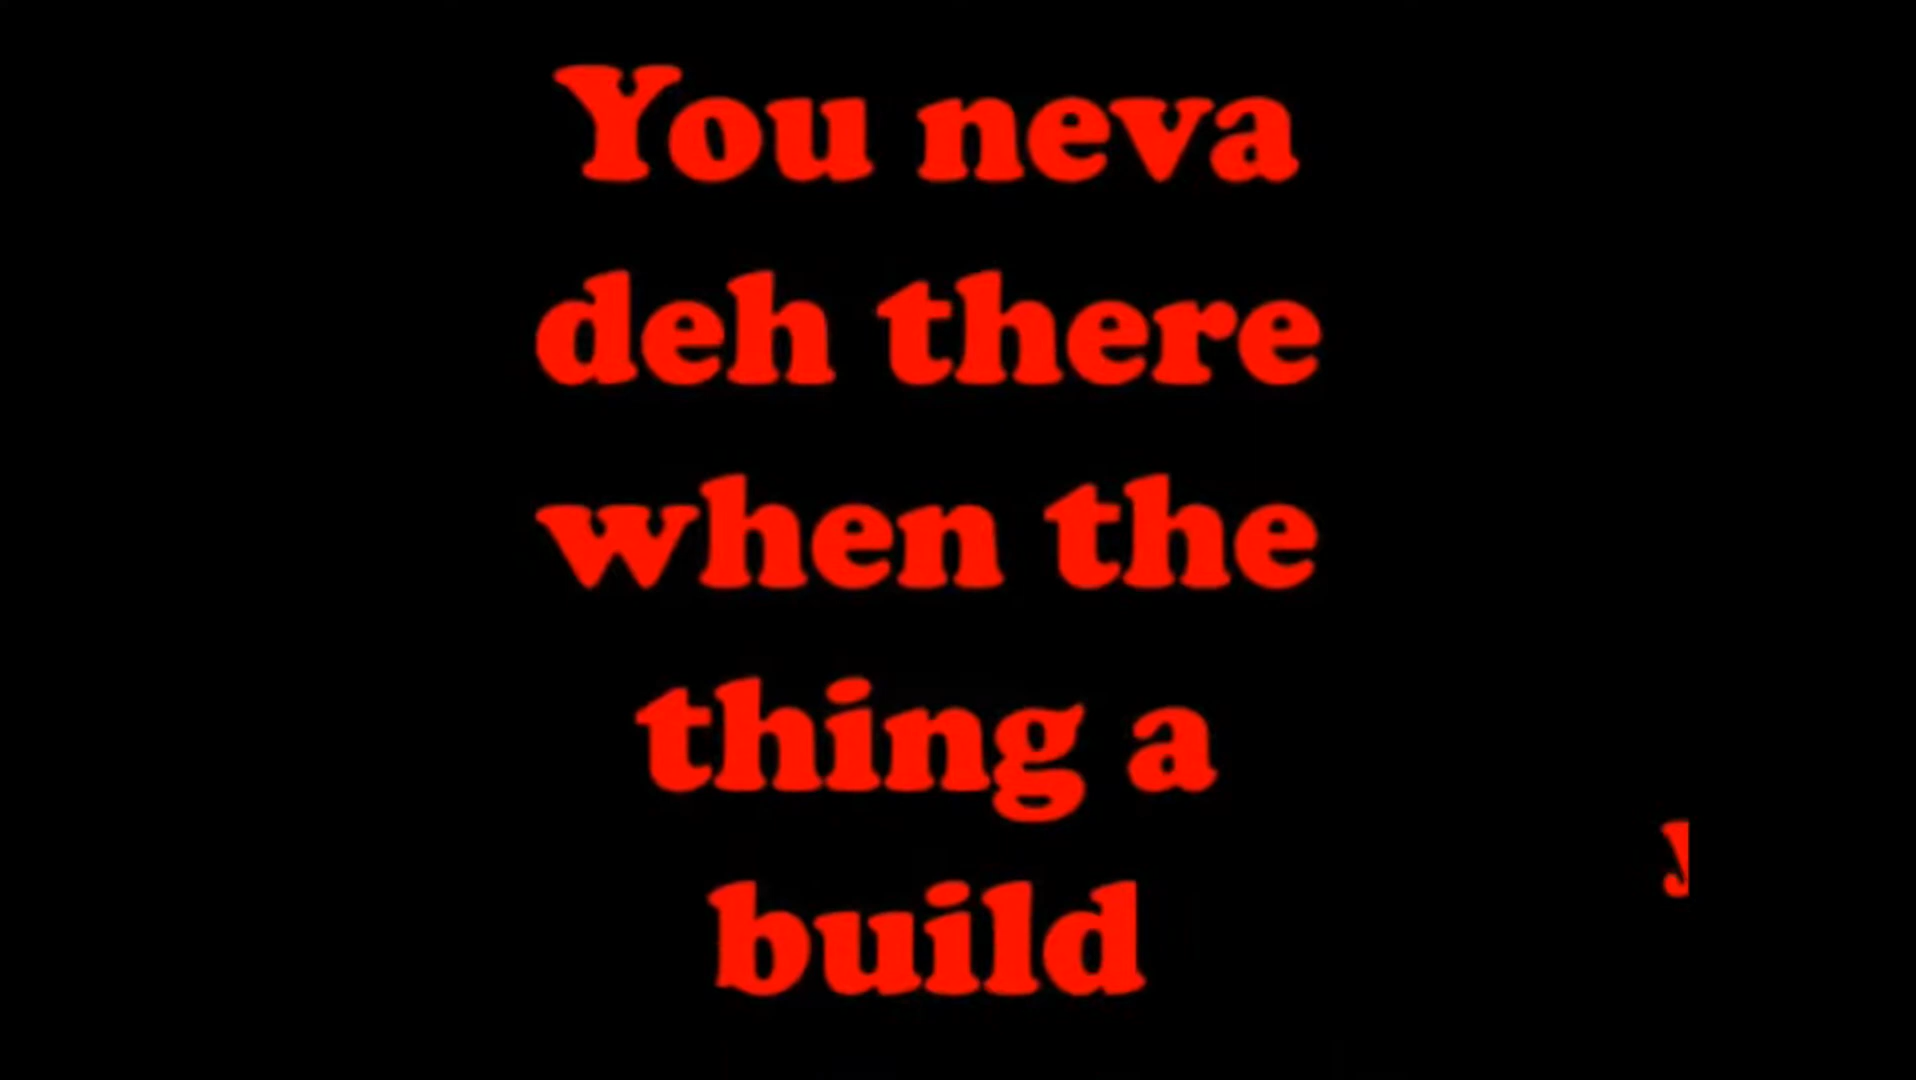 You neva
deh there
when the
thing a
build